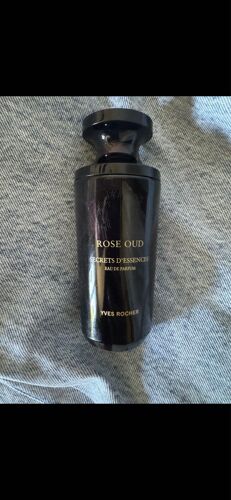 ROSE OUD
SECRETS D'ESSENCES
EAU DE PARFUM
YVES ROCHER